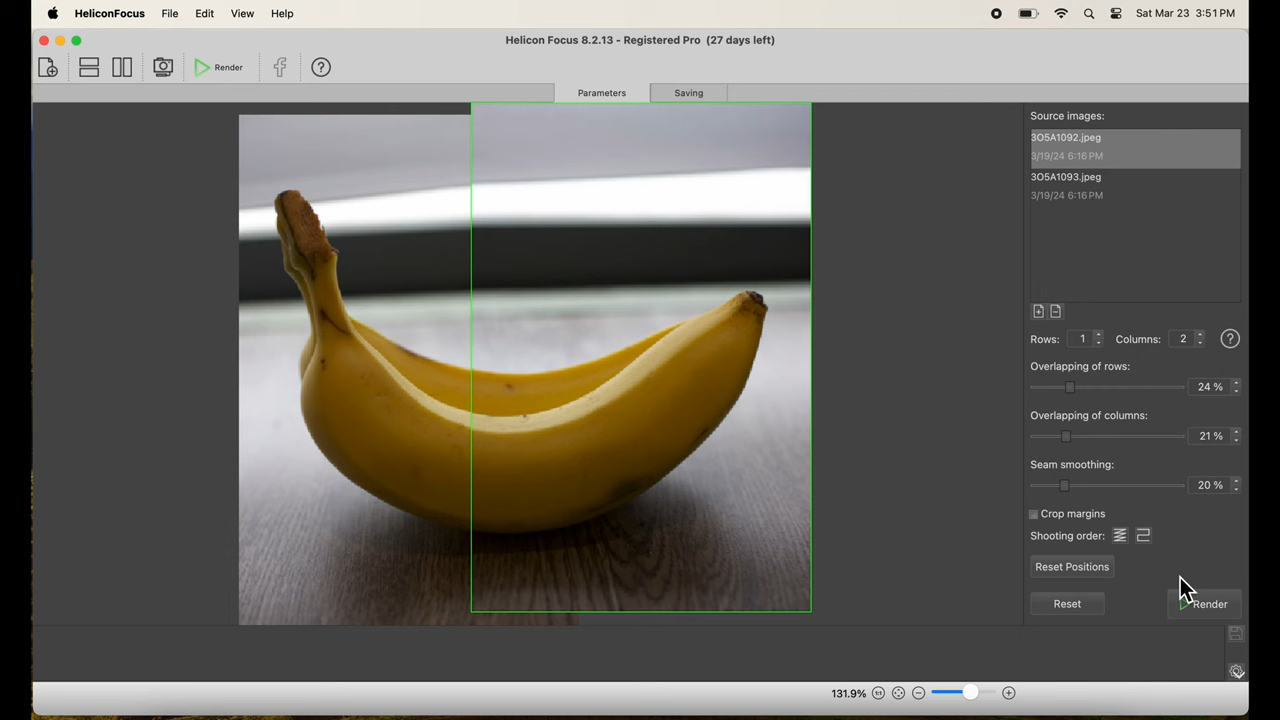 HeliconFocus File Edit View Help Sat Mar 23 3:51 PM
Helicon Focus 8.2.13 - Registered Pro (27 days left)
Render
Parameters Saving
Source images:
3O5A1092.jpeg
3/19/24 6:16 PM
3O5A1093.jpeg
3/19/24 6:16 PM
Rows: 1 Columns: 2
Overlapping of rows:
24 %
Overlapping of columns:
21 %
Seam smoothing:
20 %
Crop margins
Shooting order:
Reset Positions
Reset Render
131.9%